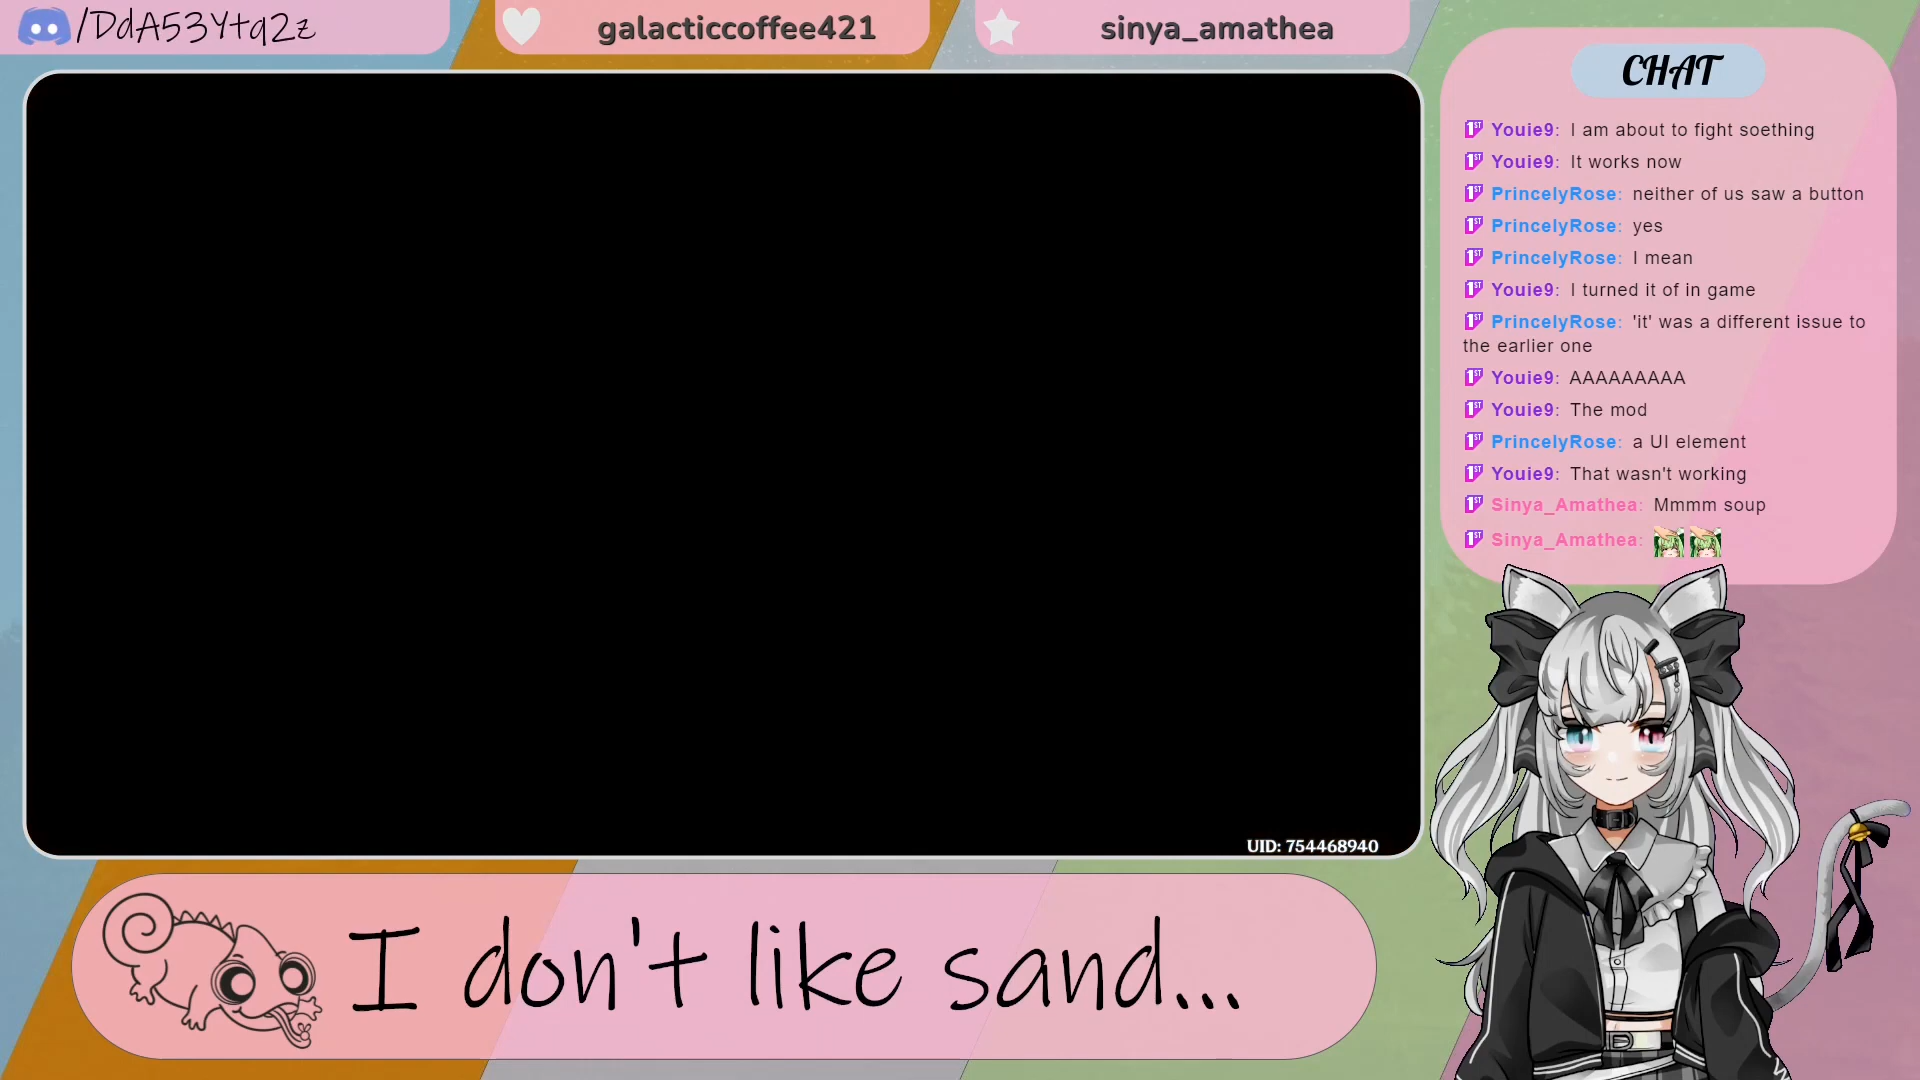 /DdA53Ytq2z
galacticcoffee421
sinya_amathea
CHAT
Youie9: I am about to fight soething
Youie9: It works now
PrincelyRose: neither of us saw a button
PrincelyRose: yes
PrincelyRose: I mean
Youie9: I turned it of in game
PrincelyRose: 'it' was a different issue to
the earlier one
Youie9: AAAAAAAAA
Youie9: The mod
PrincelyRose: a UI element
Youie9: That wasn't working
Sinya_Amathea: Mmmm soup
Sinya_Amathea:
UID: 754468940
I don't like sand...